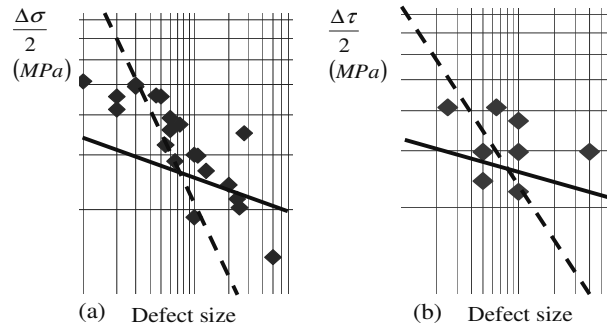 Δσ
2
(MPa)
(a) Defect size
Δτ
2
(MPa)
(b) Defect size